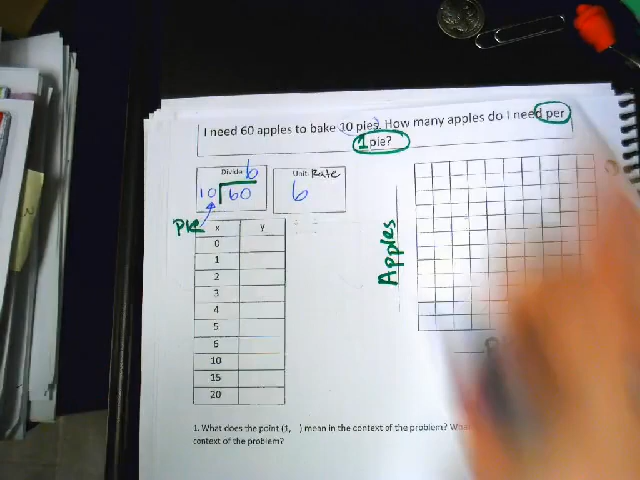 I need 60 apples to bake 10 pies. How many apples do I need per
1 pie?
Divide 6
10 60
Unit Rate
6
Pie
x y
0
1
2
3
4
5
6
10
15
20
Apples
1. What does the point (1, ) mean in the context of the problem?
context of the problem?